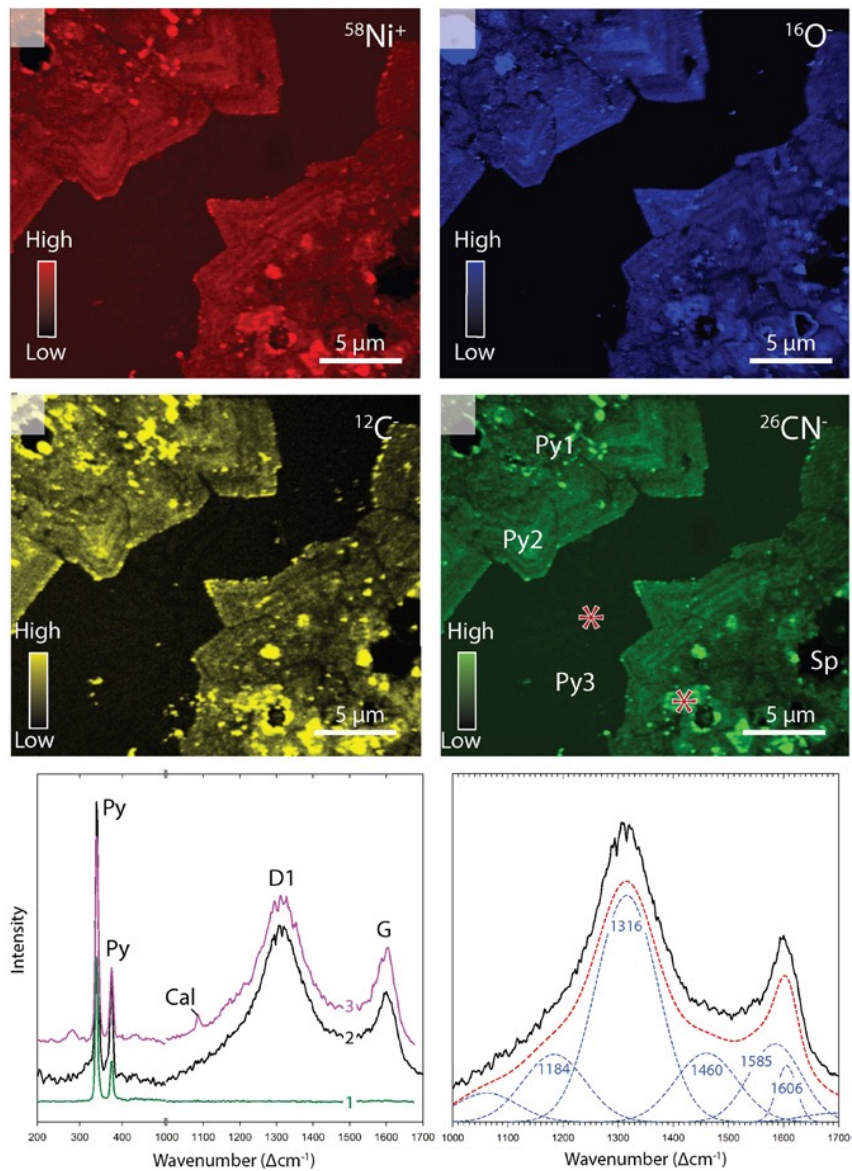 ⁵⁸Ni⁺
High
Low
5 μm
¹⁶O⁻
High
Low
5 μm
¹²C⁻
High
Low
5 μm
²⁶CN⁻
Py1
Py2
Py3
Sp
High
Low
5 μm
Py
Py
Cal
D1
G
3
2
1
Intensity
200 400 1000 1100 1200 1300 1400 1500 1600 1700
Wavenumber (Δcm⁻¹)
1316
1184
1460
1585
1606
1000 1100 1200 1300 1400 1500 1600 1700
Wavenumber (Δcm⁻¹)